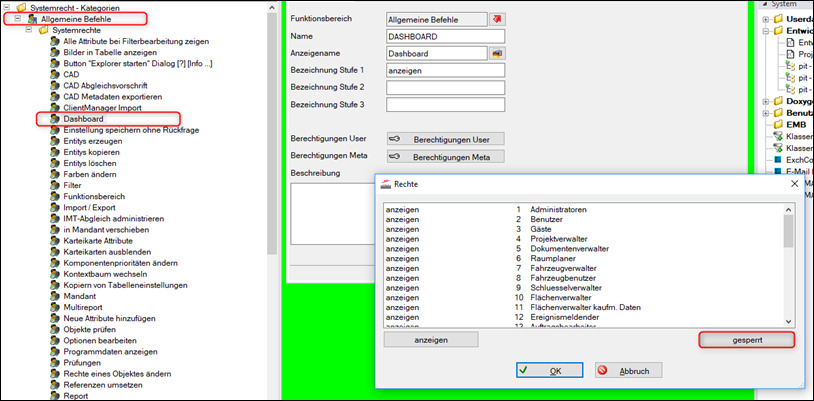 Systemrecht - Kategorien
Allgemeine Befehle
Systemrechte
Alle Attribute bei Filterbearbeitung zeigen
Bilder in Tabelle anzeigen
Button "Explorer starten" Dialog [?] [Info ...]
CAD
CAD Abgleichsvorschrift
CAD Metadaten exportieren
ClientManager Import
Dashboard
Einstellung speichern ohne Rückfrage
Entitys erzeugen
Entitys kopieren
Entitys löschen
Farben ändern
Filter
Funktionsbereich
Import / Export
IMT-Abgleich administrieren
in Mandant verschieben
Karteikarte Attribute
Karteikarten ausblenden
Komponentenprioritäten ändern
Kontextbaum wechseln
Kopieren von Tabelleneinstellungen
Mandant
Multireport
Neue Attribute hinzufügen
Objekte prüfen
Optionen bearbeiten
Programmdaten anzeigen
Prüfungen
Rechte eines Objektes ändern
Referenzen umsetzen
Report
Funktionsbereich Allgemeine Befehle
Name DASHBOARD
Anzeigename Dashboard
Bezeichnung Stufe 1 anzeigen
Bezeichnung Stufe 2
Bezeichnung Stufe 3
Berechtigungen User Berechtigungen User
Berechtigungen Meta Berechtigungen Meta
Beschreibung
Rechte
anzeigen 1 Administratoren
anzeigen 2 Benutzer
anzeigen 3 Gäste
anzeigen 4 Projektverwalter
anzeigen 5 Dokumentenverwalter
anzeigen 6 Raumplaner
anzeigen 7 Fahrzeugverwalter
anzeigen 8 Fahrzeugbenutzer
anzeigen 9 Schluesselverwalter
anzeigen 10 Flächenverwalter
anzeigen 11 Flächenverwalter kaufm. Daten
anzeigen 12 Ereignismeldender
anzeigen Auftragsbearbeiter
anzeigen gesperrt
OK Abbruch
System
Userda
Entwic
Entw
Proj
pit -
pit -
pit -
Doxyg
Benut
EMB
Klassen
Klassen
ExchCo
E-Mail